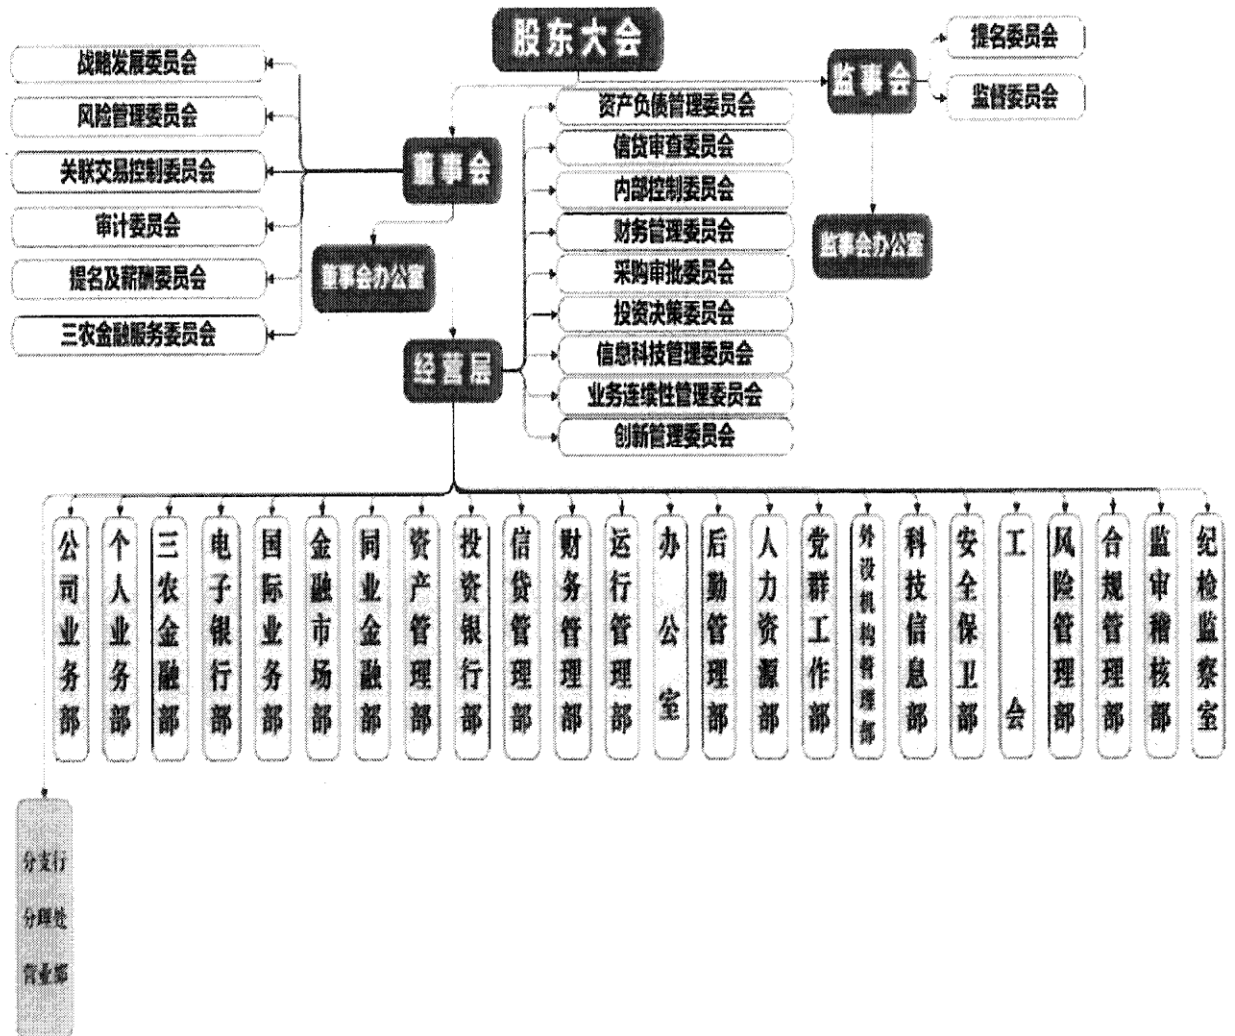 股东大会
监事会
提名委员会
监督委员会
监事会办公室
董事会
战略发展委员会
风险管理委员会
关联交易控制委员会
审计委员会
提名及薪酬委员会
三农金融服务委员会
董事会办公室
经营层
资产负债管理委员会
信贷审查委员会
内部控制委员会
财务管理委员会
采购审批委员会
投资决策委员会
信息科技管理委员会
业务连续性管理委员会
创新管理委员会
公司业务部
个人业务部
三农金融部
电子银行部
国际业务部
金融市场部
同业金融部
资产管理部
投资银行部
信贷管理部
财务管理部
运行管理部
办公室
后勤管理部
人力资源部
党群工作部
外设机构管理部
科技信息部
安全保卫部
工会
风险管理部
合规管理部
监审稽核部
纪检监察室
分支行
分理处
营业部